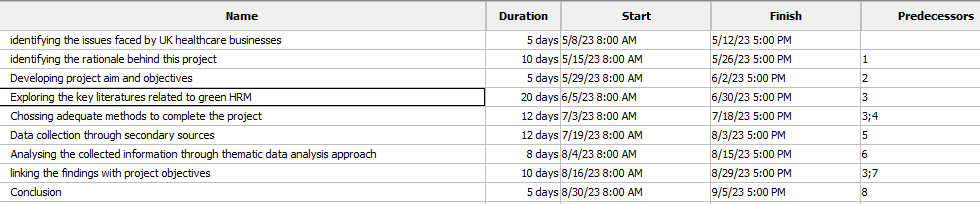 Name Duration Start Finish Predecessors
identifying the issues faced by UK healthcare businesses 5 days 5/8/23 8:00 AM 5/12/23 5:00 PM
identifying the rationale behind this project 10 days 5/15/23 8:00 AM 5/26/23 5:00 PM 1
Developing project aim and objectives 5 days 5/29/23 8:00 AM 6/2/23 5:00 PM 2
Exploring the key literatures related to green HRM 20 days 6/5/23 8:00 AM 6/30/23 5:00 PM 3
Chossing adequate methods to complete the project 12 days 7/3/23 8:00 AM 7/18/23 5:00 PM 3;4
Data collection through secondary sources 12 days 7/19/23 8:00 AM 8/3/23 5:00 PM 5
Analysing the collected information through thematic data analysis approach 8 days 8/4/23 8:00 AM 8/15/23 5:00 PM 6
linking the findings with project objectives 10 days 8/16/23 8:00 AM 8/29/23 5:00 PM 3;7
Conclusion 5 days 8/30/23 8:00 AM 9/5/23 5:00 PM 8